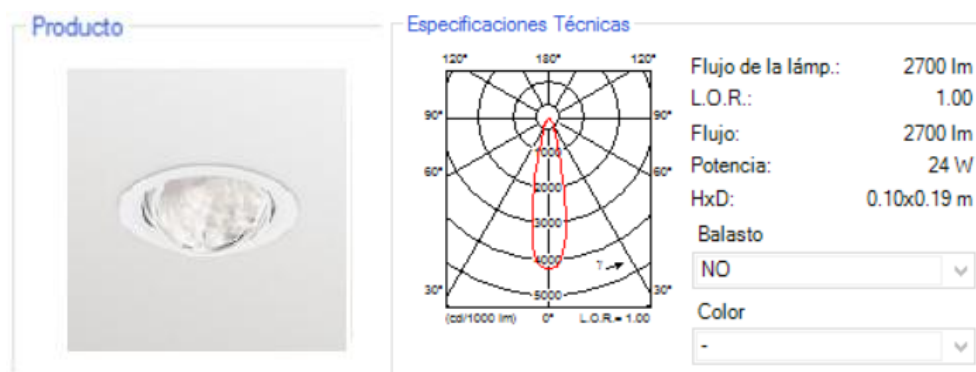 Producto
Especificaciones Técnicas
120° 180° 120°
90° 90°
60° 60°
30° 30°
1000
2000
3000
4000
5000
(cd/1000 lm) 0° L.O.R.= 1.00
Flujo de la lámp.: 2700 lm
L.O.R.: 1.00
Flujo: 2700 lm
Potencia: 24 W
HxD: 0.10x0.19 m
Balasto
NO
Color
-